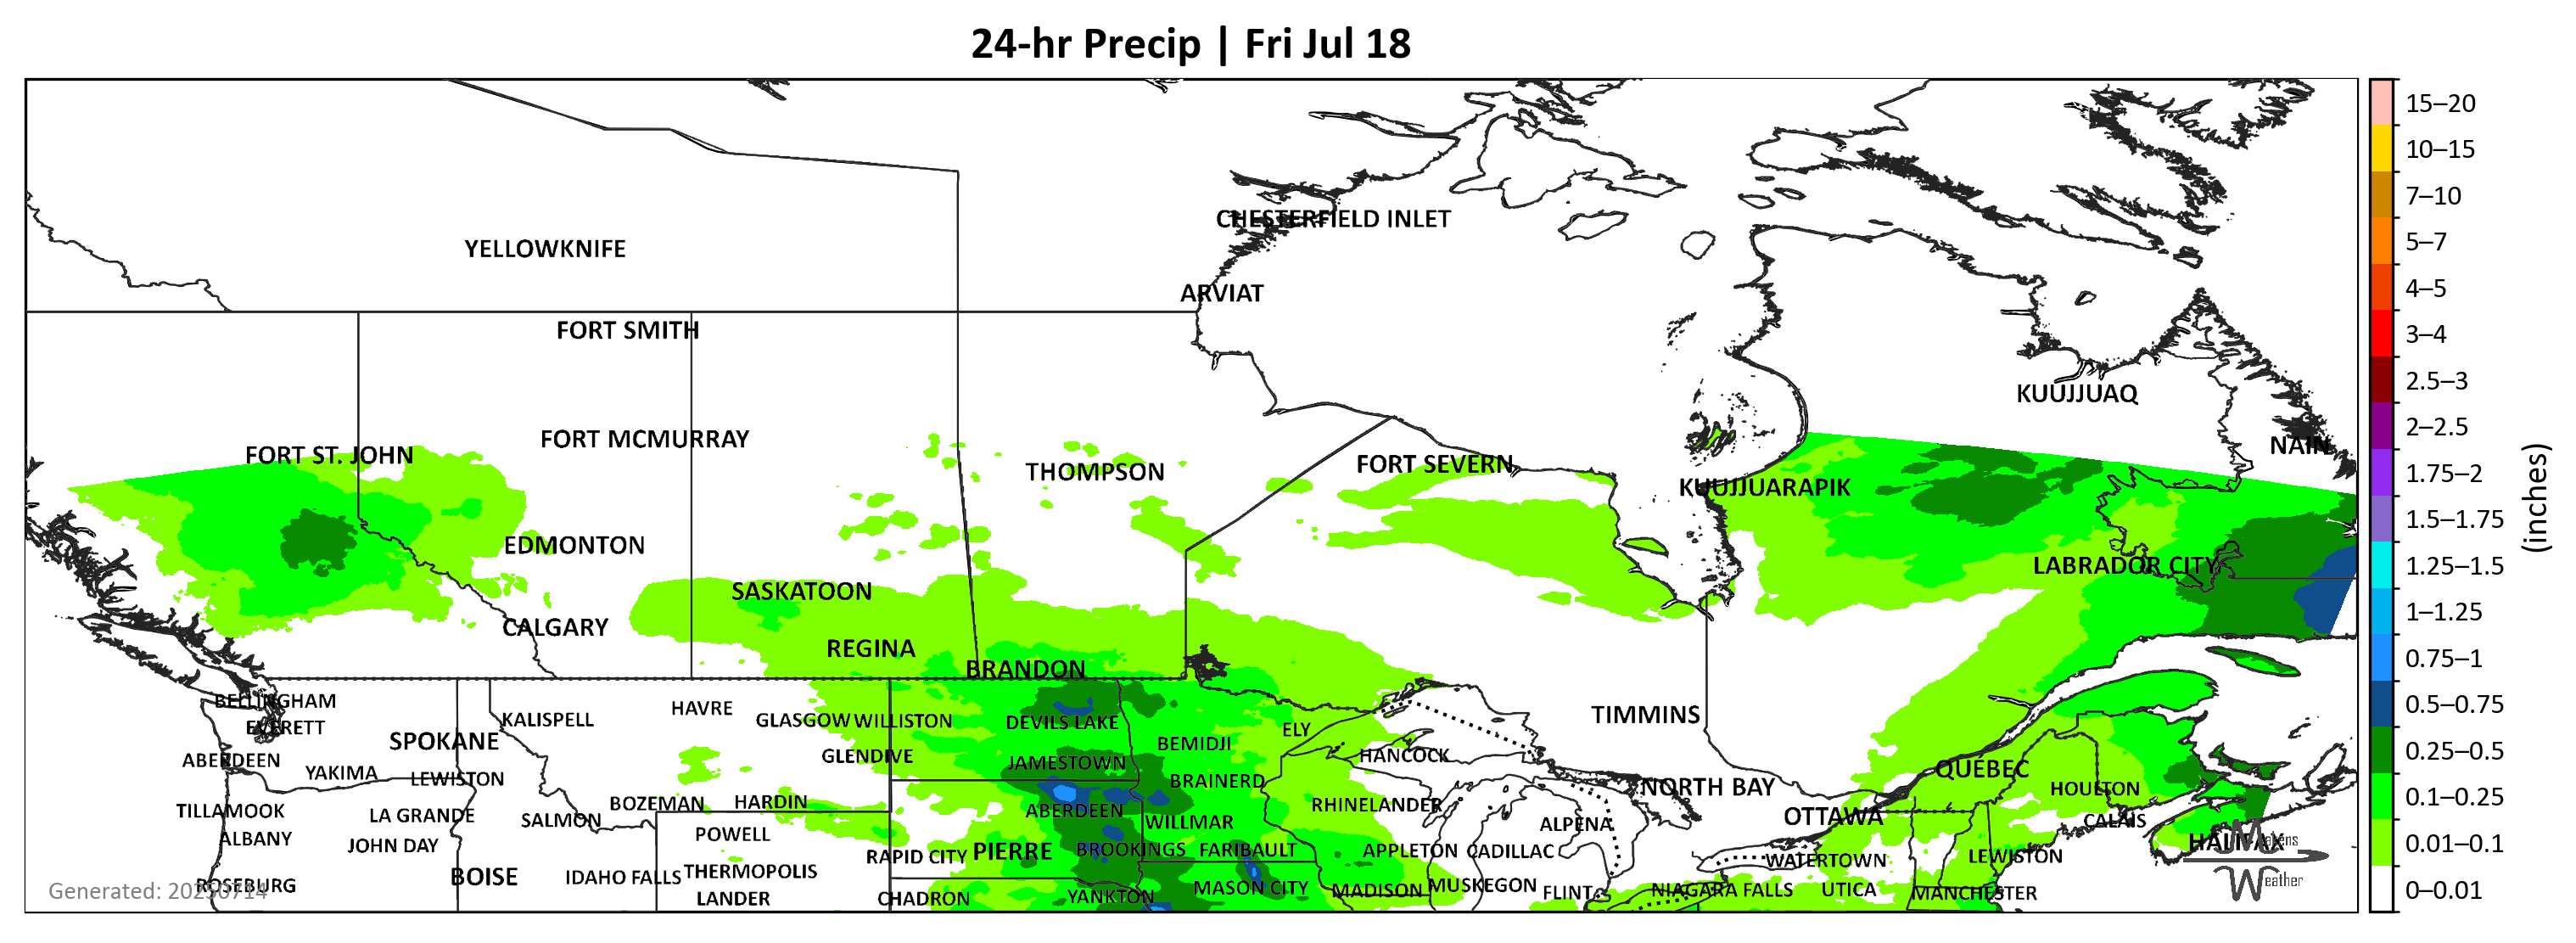 24-hr Precip | Fri Jul 18
CHESTERFIELD INLET
YELLOWKNIFE
ARVIAT
FORT SMITH
KUUJJUAQ
FORT MCMURRAY
NAIN
FORT ST. JOHN
THOMPSON
FORT SEVERN
KUUJJUARAPIK
EDMONTON
LABRADOR CITY
SASKATOON
CALGARY
REGINA
BRANDON
BELLINGHAM
HAVRE
TIMMINS
KALISPELL
GLASGOW WILLISTON
DEVILS LAKE
EVERRETT
ELY
SPOKANE
BEMIDJI
GLENDIVE
HANCOCK
ABERDEEN
JAMESTOWN
QUÉBEC
YAKIMA
LEWISTON
BRAINERD
NORTH BAY
HOULTON
BOZEMAN
HARDIN
RHINELANDER
TILLAMOOK
LA GRANDE
SALMON
ABERDEEN
WILLMAR
OTTAWA
CALAIS
ALPENA
ALBANY
JOHN DAY
POWELL
HALIFAX
RAPID CITY
PIERRE
BROOKINGS
FARIBAULT
APPLETON
CADILLAC
WATERTOWN
LEWISTON
BOISE
IDAHO FALLS
THERMOPOLIS
ROSEBURG
MASON CITY
MADISON
MUSKEGON
FLINT
NIAGARA FALLS
UTICA
MANCHESTER
LANDER
CHADRON
YANKTON
Generated: 20250714
eather
15–20
10–15
7–10
5–7
4–5
3–4
2.5–3
2–2.5
1.75–2
1.5–1.75
1.25–1.5
1–1.25
0.75–1
0.5–0.75
0.25–0.5
0.1–0.25
0.01–0.1
0–0.01
(inches)